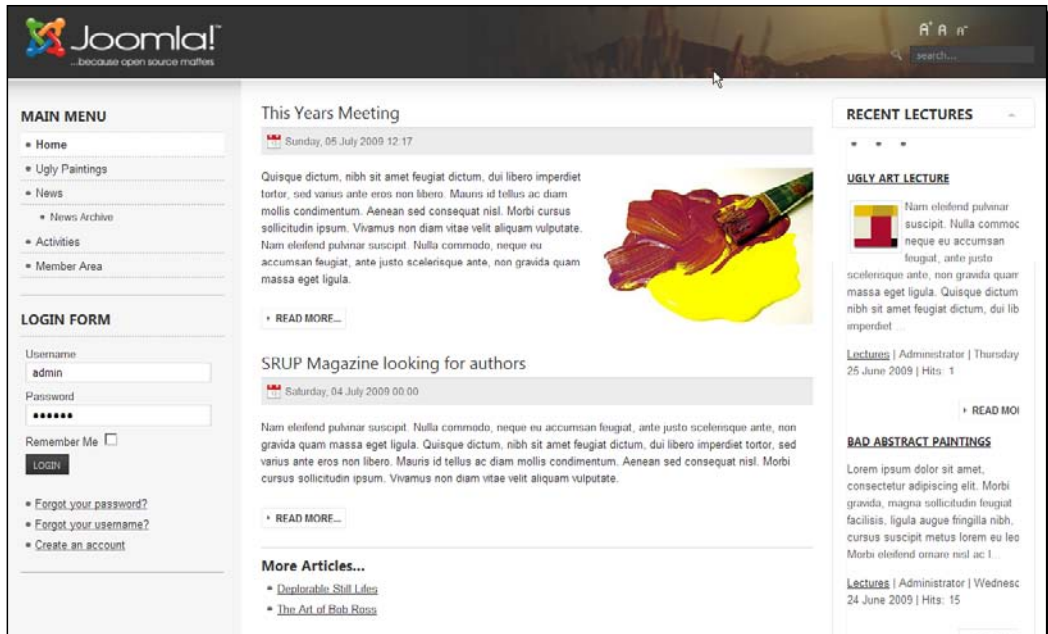 Joomla!™
...because open source matters
A+ A A-
search...
MAIN MENU
Home
Ugly Paintings
News
News Archive
Activities
Member Area
LOGIN FORM
Username
admin
Password
Remember Me
LOGIN
Forgot your password?
Forgot your username?
Create an account
This Years Meeting
Sunday, 05 July 2009 12:17
Quisque dictum, nibh sit amet feugiat dictum, dui libero imperdiet
tortor, sed varius ante eros non libero. Mauris id tellus ac diam
mollis condimentum. Aenean sed consequat nisl. Morbi cursus
sollicitudin ipsum. Vivamus non diam vitae velit aliquam vulputate.
Nam eleifend pulvinar suscipit. Nulla commodo, neque eu
accumsan feugiat, ante justo scelerisque ante, non gravida quam
massa eget ligula.
READ MORE...
SRUP Magazine looking for authors
Saturday, 04 July 2009 00:00
Nam eleifend pulvinar suscipit. Nulla commodo, neque eu accumsan feugiat, ante justo scelerisque ante, non
gravida quam massa eget ligula. Quisque dictum, nibh sit amet feugiat dictum, dui libero imperdiet tortor, sed
varius ante eros non libero. Mauris id tellus ac diam mollis condimentum. Aenean sed consequat nisl. Morbi
cursus sollicitudin ipsum. Vivamus non diam vitae velit aliquam vulputate.
READ MORE...
More Articles...
Deplorable Still Lifes
The Art of Bob Ross
RECENT LECTURES
UGLY ART LECTURE
Nam eleifend pulvinar
suscipit. Nulla commoc
neque eu accumsan
feugiat, ante justo
scelerisque ante, non gravida quam
massa eget ligula. Quisque dictum
nibh sit amet feugiat dictum, dui lib
imperdiet ...
Lectures | Administrator | Thursday
25 June 2009 | Hits: 1
READ MOI
BAD ABSTRACT PAINTINGS
Lorem ipsum dolor sit amet,
consectetur adipiscing elit. Morbi
gravida, magna sollicitudin feugiat
facilisis, ligula augue fringilla nibh,
cursus suscipit metus lorem eu leo
Morbi eleifend ornare nisl ac l...
Lectures | Administrator | Wednesc
24 June 2009 | Hits: 15